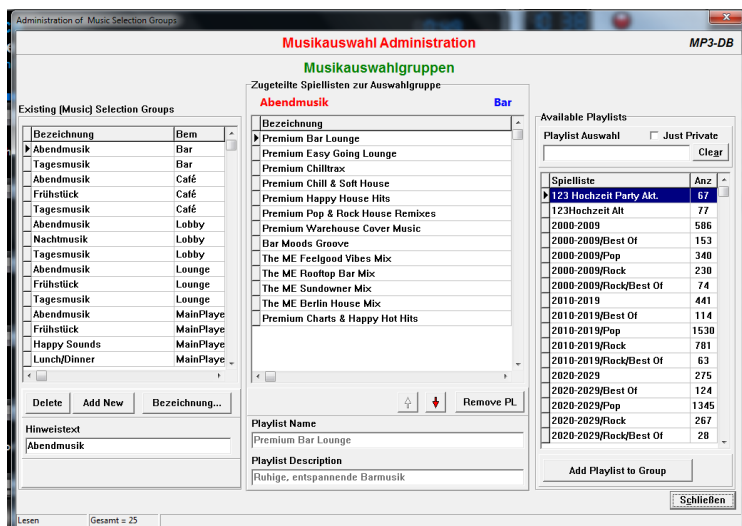 Administration of Music Selection Groups
Musikauswahl Administration
MP3-DB
Musikauswahlgruppen
Existing (Music) Selection Groups
Bezeichnung Bem
Abendmusik Bar
Tagesmusik Bar
Abendmusik Café
Frühstück Café
Tagesmusik Café
Abendmusik Lobby
Nachtmusik Lobby
Tagesmusik Lobby
Abendmusik Lounge
Frühstück Lounge
Tagesmusik Lounge
Abendmusik MainPlaye
Frühstück MainPlaye
Happy Sounds MainPlaye
Lunch/Dinner MainPlaye
Delete Add New Bezeichnung...
Hinweistext
Abendmusik
Zugeteilte Spiellisten zur Auswahlgruppe
Abendmusik Bar
Bezeichnung
Premium Bar Lounge
Premium Easy Going Lounge
Premium Chilltrax
Premium Chill & Soft House
Premium Happy House Hits
Premium Pop & Rock House Remixes
Premium Warehouse Cover Music
Bar Moods Groove
The ME Feelgood Vibes Mix
The ME Rooftop Bar Mix
The ME Sundowner Mix
The ME Berlin House Mix
Premium Charts & Happy Hot Hits
Remove PL
Playlist Name
Premium Bar Lounge
Playlist Description
Ruhige, entspannende Barmusik
Available Playlists
Playlist Auswahl Just Private
Clear
Spielliste Anz
123 Hochzeit Party Akt. 67
123Hochzeit Alt 77
2000-2009 586
2000-2009/Best Of 153
2000-2009/Pop 340
2000-2009/Rock 230
2000-2009/Rock/Best Of 74
2010-2019 441
2010-2019/Best Of 114
2010-2019/Pop 1530
2010-2019/Rock 781
2010-2019/Rock/Best Of 63
2020-2029 275
2020-2029/Best Of 124
2020-2029/Pop 1345
2020-2029/Rock 267
2020-2029/Rock/Best Of 28
Add Playlist to Group
Schließen
Lesen Gesamt = 25